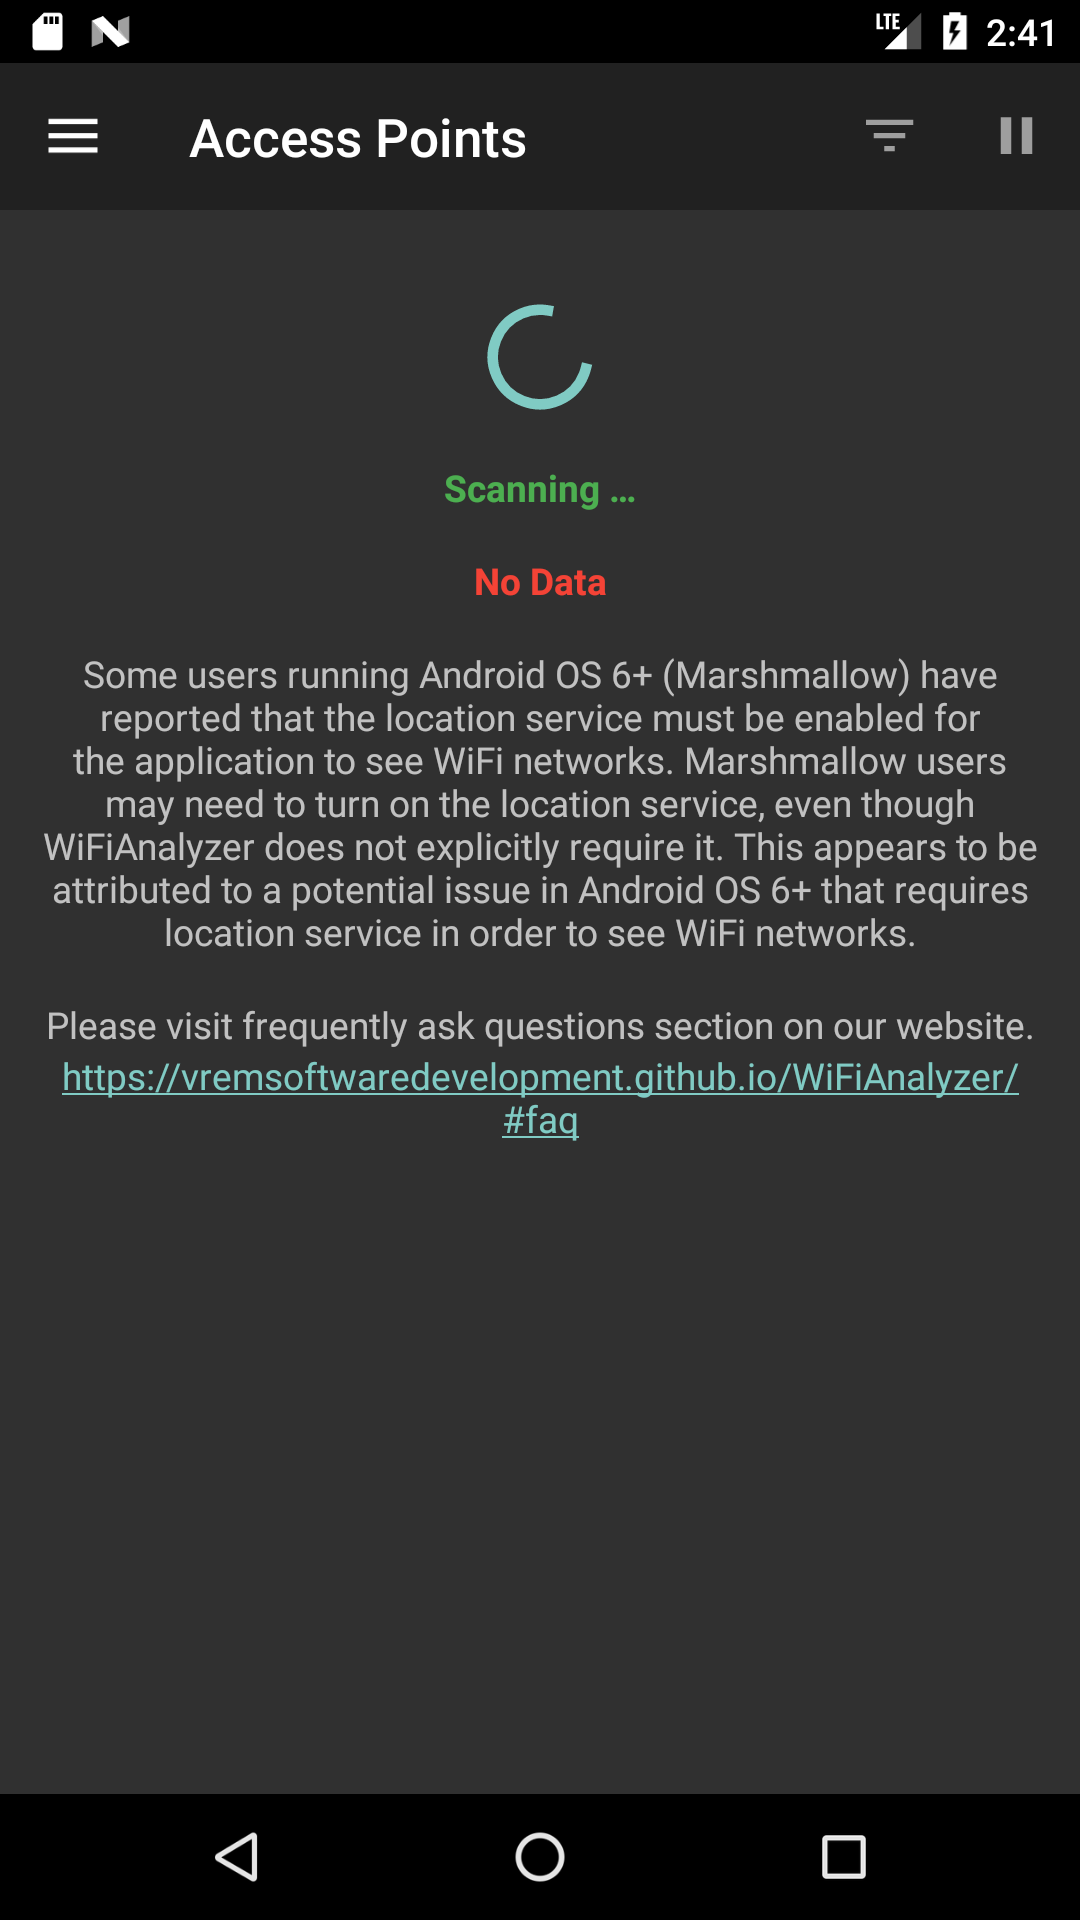 LTE 2:41
Access Points
Scanning ...
No Data
Some users running Android OS 6+ (Marshmallow) have
reported that the location service must be enabled for
the application to see WiFi networks. Marshmallow users
may need to turn on the location service, even though
WiFiAnalyzer does not explicitly require it. This appears to be
attributed to a potential issue in Android OS 6+ that requires
location service in order to see WiFi networks.
Please visit frequently ask questions section on our website.
https://vremsoftwaredevelopment.github.io/WiFiAnalyzer/
#faq